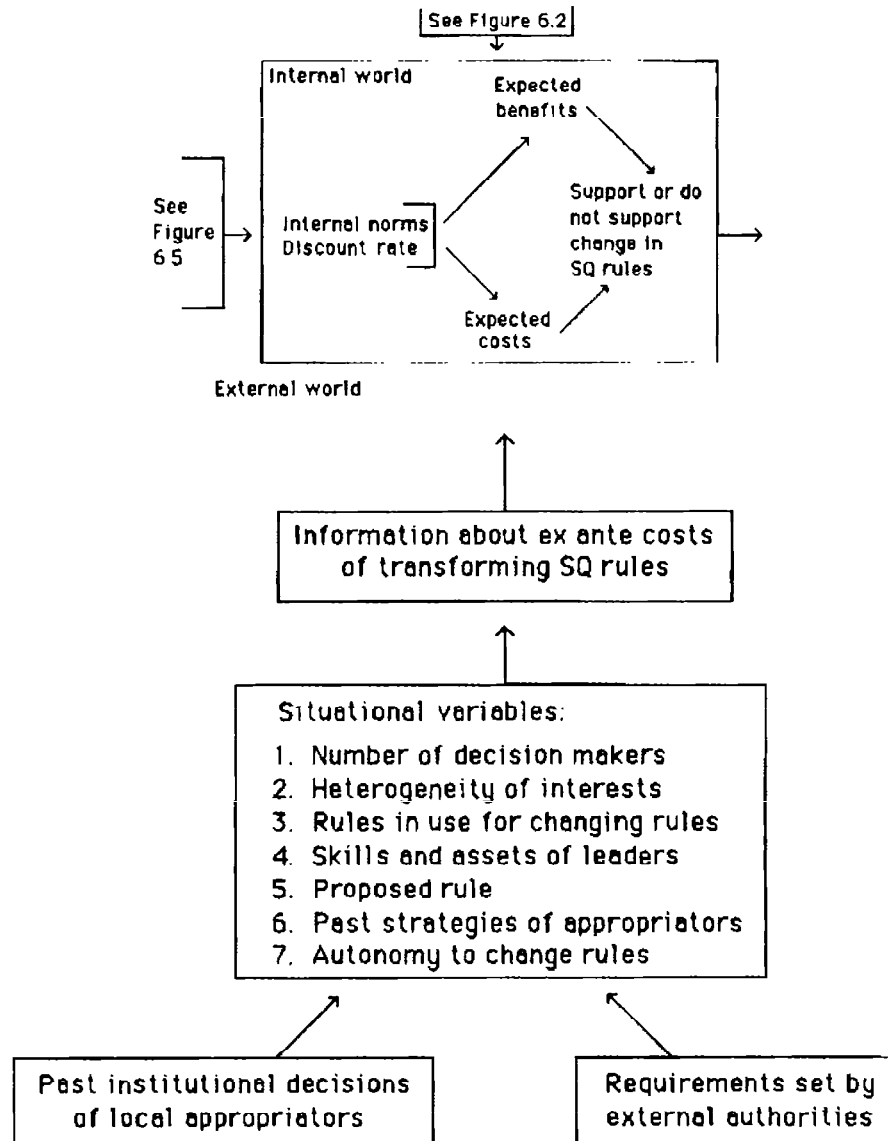 See Figure 6.2
Internal world
Expected
benefits
See
Figure
6 5
Internal norms
Discount rate
Support or do
not support
change in
SQ rules
Expected
costs
External world
Information about ex ante costs
of transforming SQ rules
Situational variables:
1. Number of decision makers
2. Heterogeneity of interests
3. Rules in use for changing rules
4. Skills and assets of leaders
5. Proposed rule
6. Past strategies of appropriators
7. Autonomy to change rules
Past institutional decisions
of local appropriators
Requirements set by
external authorities